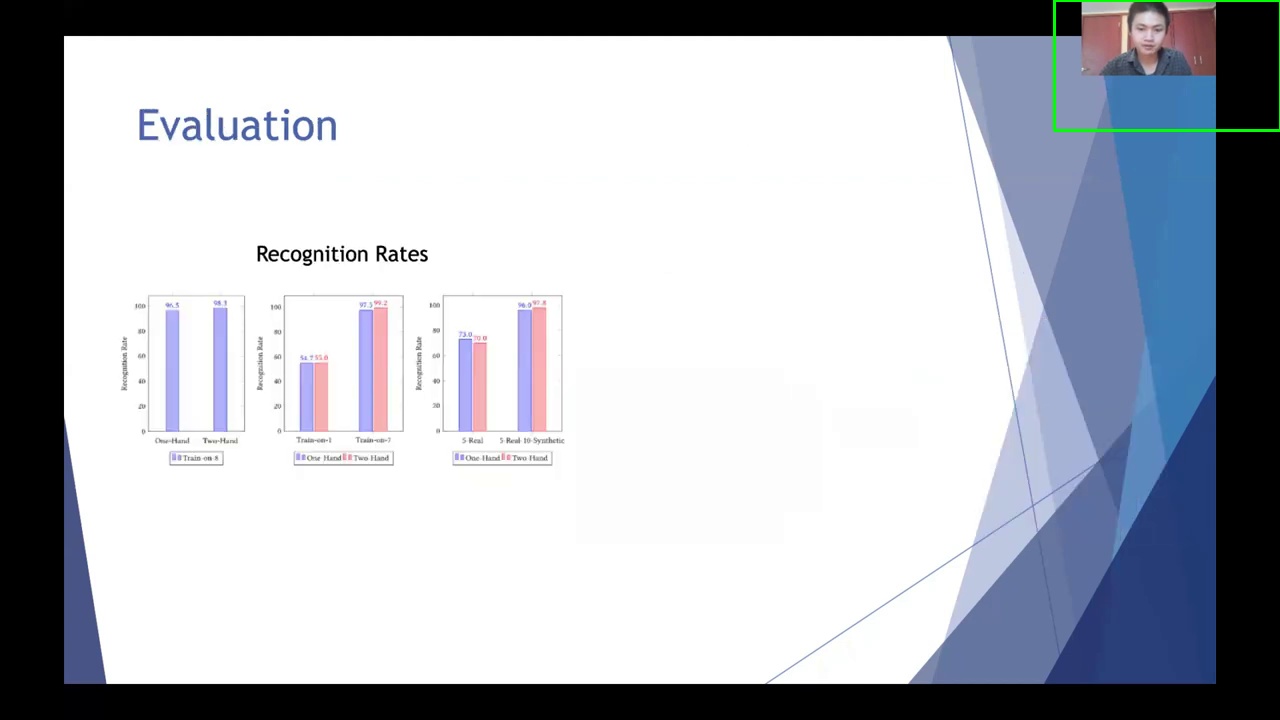 Evaluation
Recognition Rates
100
80
60
40
20
0
Recognition Rate
96.5
98.3
One-Hand
Two-Hand
Train-on-8
100
80
60
40
20
0
Recognition Rate
54.7
55.0
97.5
99.2
Train-on-1
Train-on-7
One-Hand
Two-Hand
100
80
60
40
20
0
Recognition Rate
73.0
70.0
96.0
97.8
5-Real
5-Real-10-Synthetic
One-Hand
Two-Hand